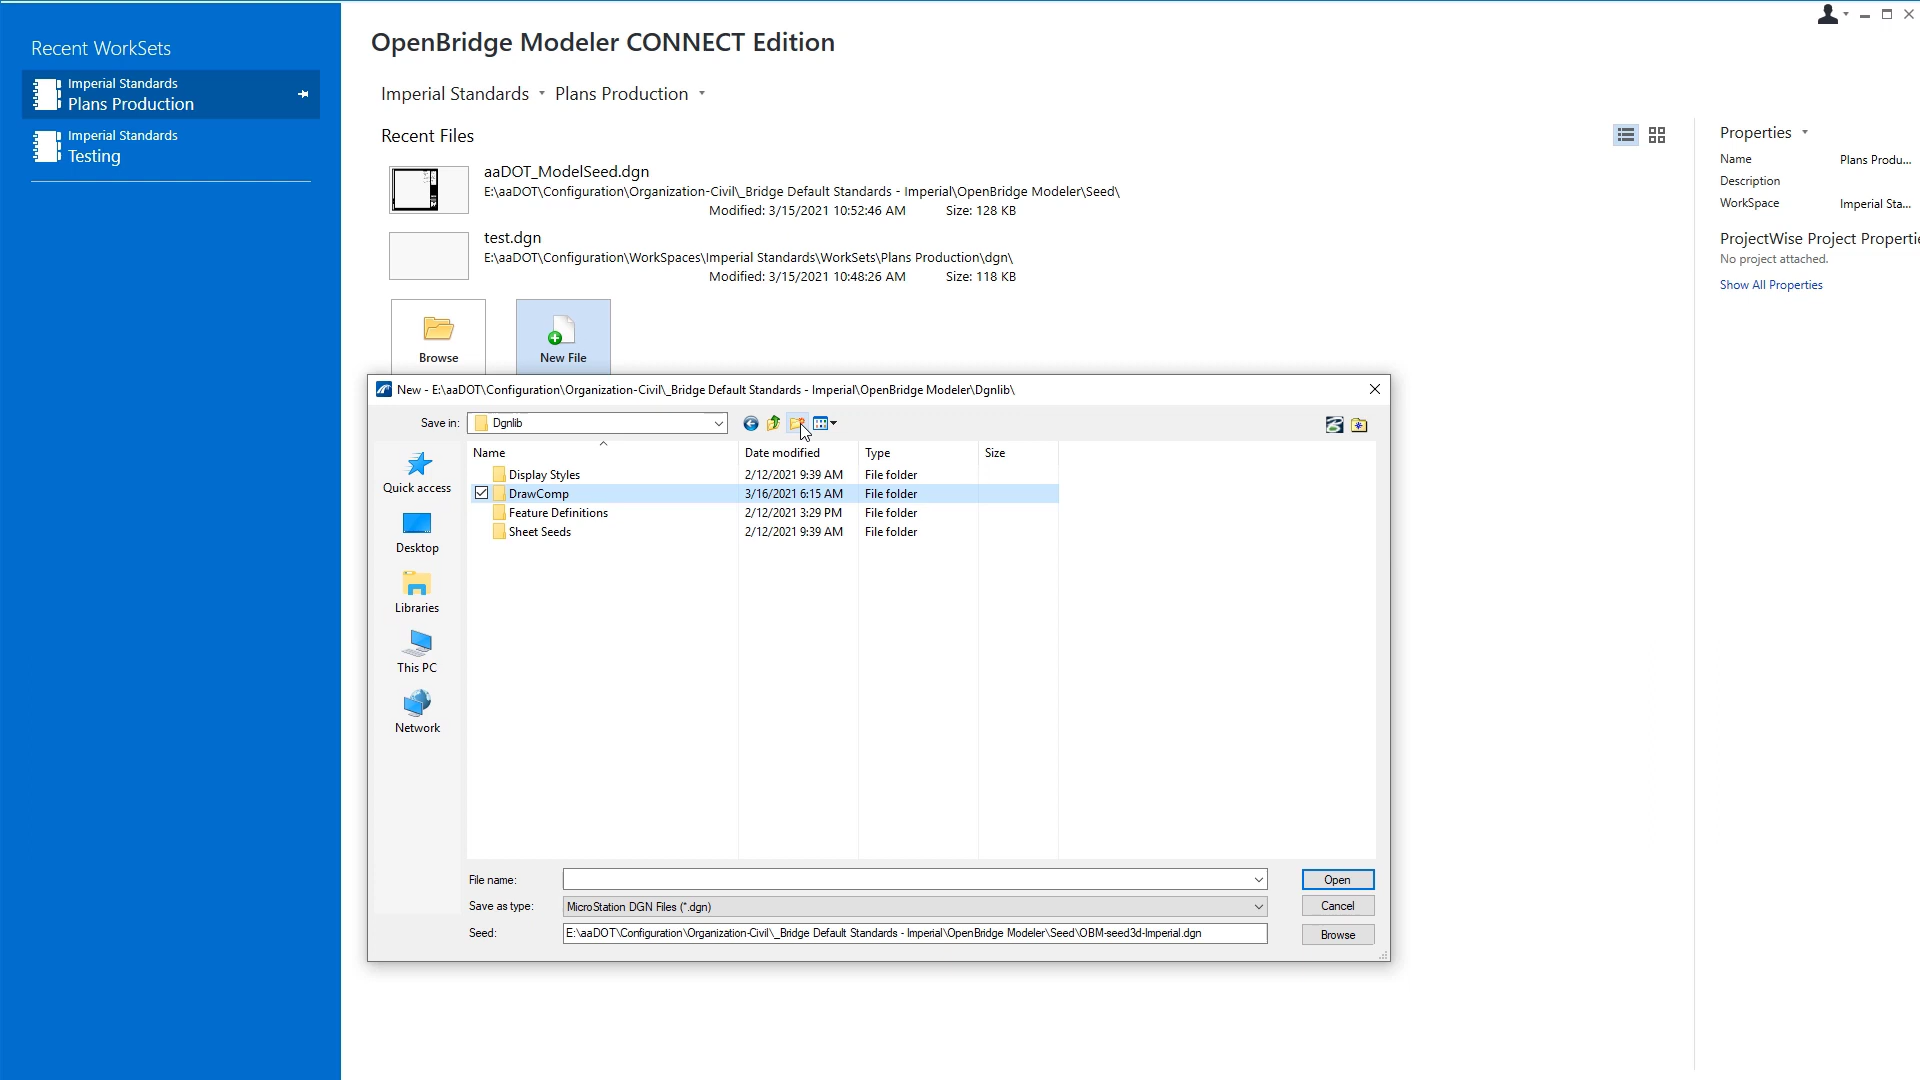 Recent WorkSets
Imperial Standards
Plans Production
Imperial Standards
Testing
OpenBridge Modeler CONNECT Edition
Imperial Standards Plans Production
Recent Files
aaDOT_ModelSeed.dgn
E:\aaDOT\Configuration\Organization-Civil\_Bridge Default Standards - Imperial\OpenBridge Modeler\Seed\
Modified: 3/15/2021 10:52:46 AM Size: 128 KB
test.dgn
E:\aaDOT\Configuration\WorkSpaces\Imperial Standards\WorkSets\Plans Production\dgn\
Modified: 3/15/2021 10:48:26 AM Size: 118 KB
Browse New File
Properties
Name Plans Produ...
Description
WorkSpace Imperial Sta...
ProjectWise Project Properti
No project attached.
Show All Properties
New - E:\aaDOT\Configuration\Organization-Civil\_Bridge Default Standards - Imperial\OpenBridge Modeler\Dgnlib\
Save in: Dgnlib
Quick access
Desktop
Libraries
This PC
Network
Name Date modified Type Size
Display Styles 2/12/2021 9:39 AM File folder
DrawComp 3/16/2021 6:15 AM File folder
Feature Definitions 2/12/2021 3:29 PM File folder
Sheet Seeds 2/12/2021 9:39 AM File folder
File name: Open
Save as type: MicroStation DGN Files (*.dgn) Cancel
Seed: E:\aaDOT\Configuration\Organization-Civil\_Bridge Default Standards - Imperial\OpenBridge Modeler\Seed\OBM-seed3d-Imperial.dgn Browse